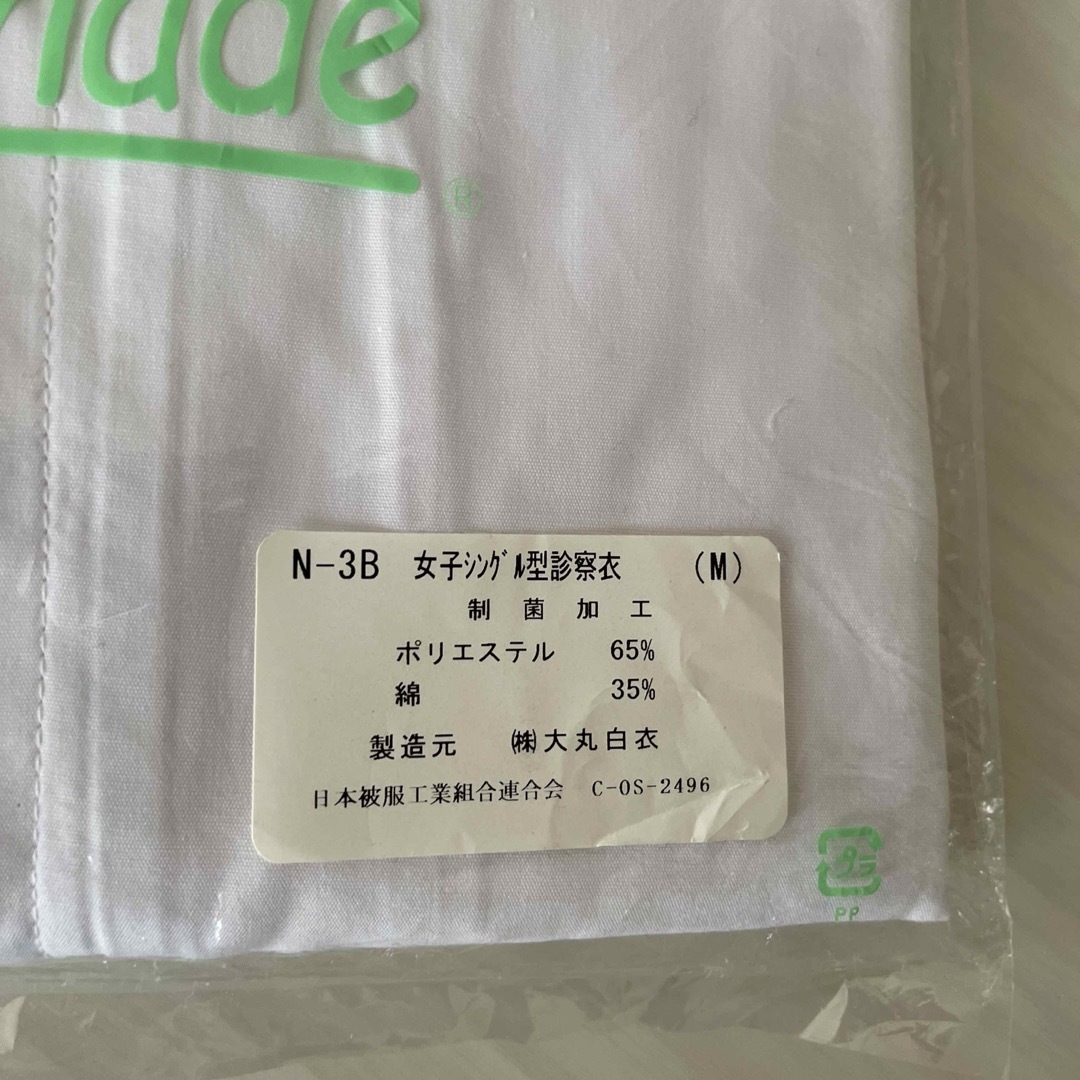 ®
N-3B 女子ｼﾝｸﾞﾙ型診察衣 (M)
制菌加工
ポリエステル 65%
綿 35%
製造元 ㈱大丸白衣
日本被服工業組合連合会 C-OS-2496
プラ
PP